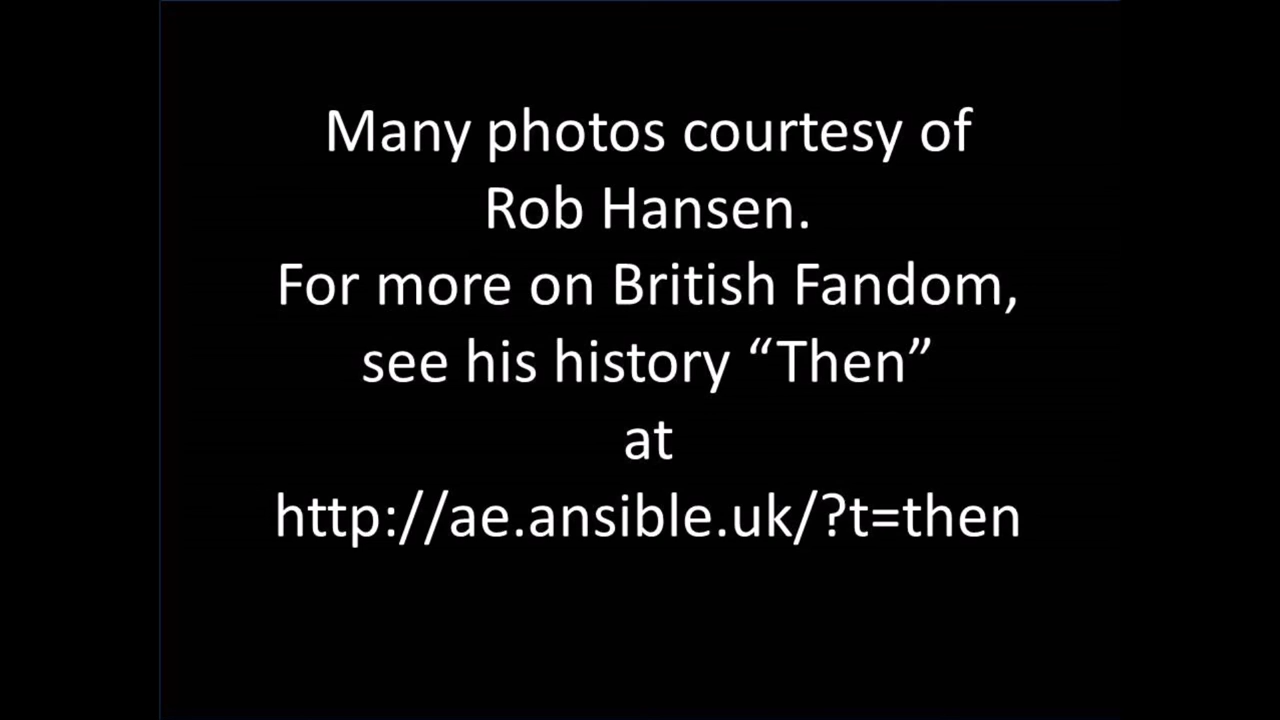 Many photos courtesy of
Rob Hansen.
For more on British Fandom,
see his history “Then”
at
http://ae.ansible.uk/?t=then